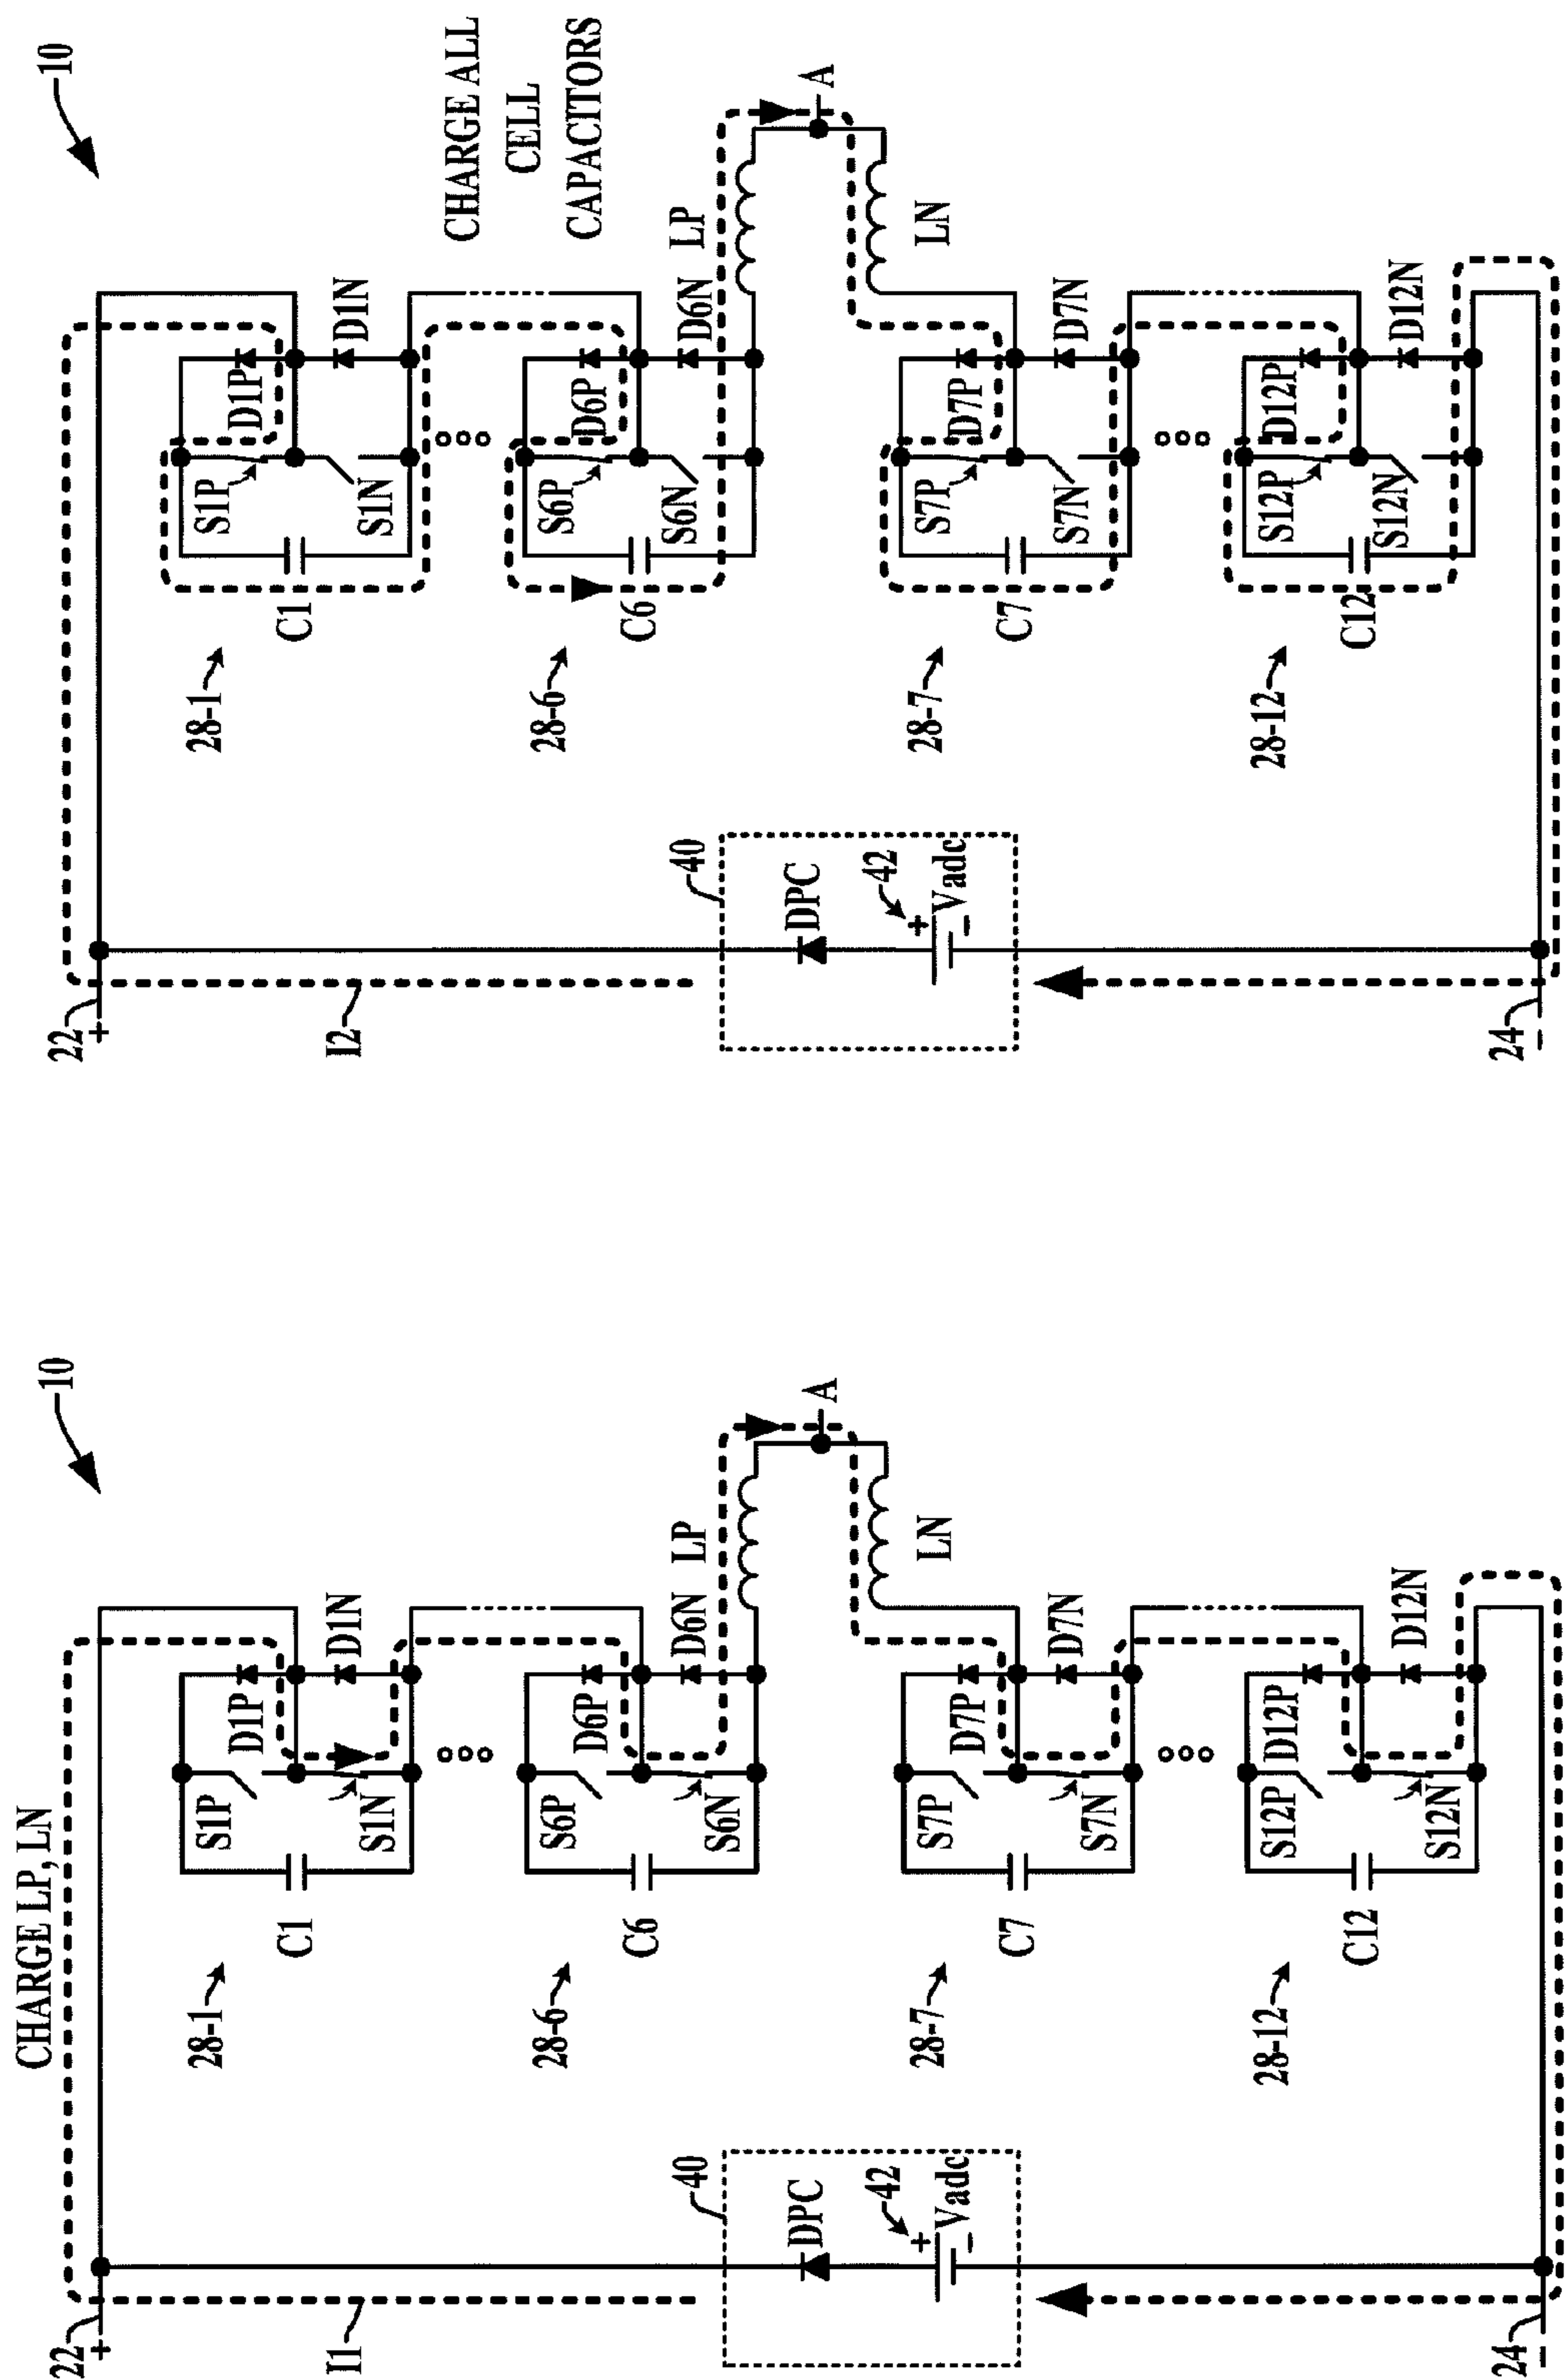 10
CHARGE ALL
CELL
CAPACITORS
A
LP
LN
D1N
D1P
S1P
S1N
C1
28-1
D6N
D6P
S6P
S6N
C6
28-6
D7N
D7P
S7P
S7N
C7
28-7
D12N
D12P
S12P
S12N
C12
28-12
40
DPC
42
+
Vadc
–
22
+
I2
24
–
10
CHARGE LP, LN
A
LP
LN
D1N
D1P
S1P
S1N
C1
28-1
D6N
D6P
S6P
S6N
C6
28-6
D7N
D7P
S7P
S7N
C7
28-7
D12N
D12P
S12P
S12N
C12
28-12
40
DPC
42
+
Vadc
–
22
+
I1
24
–